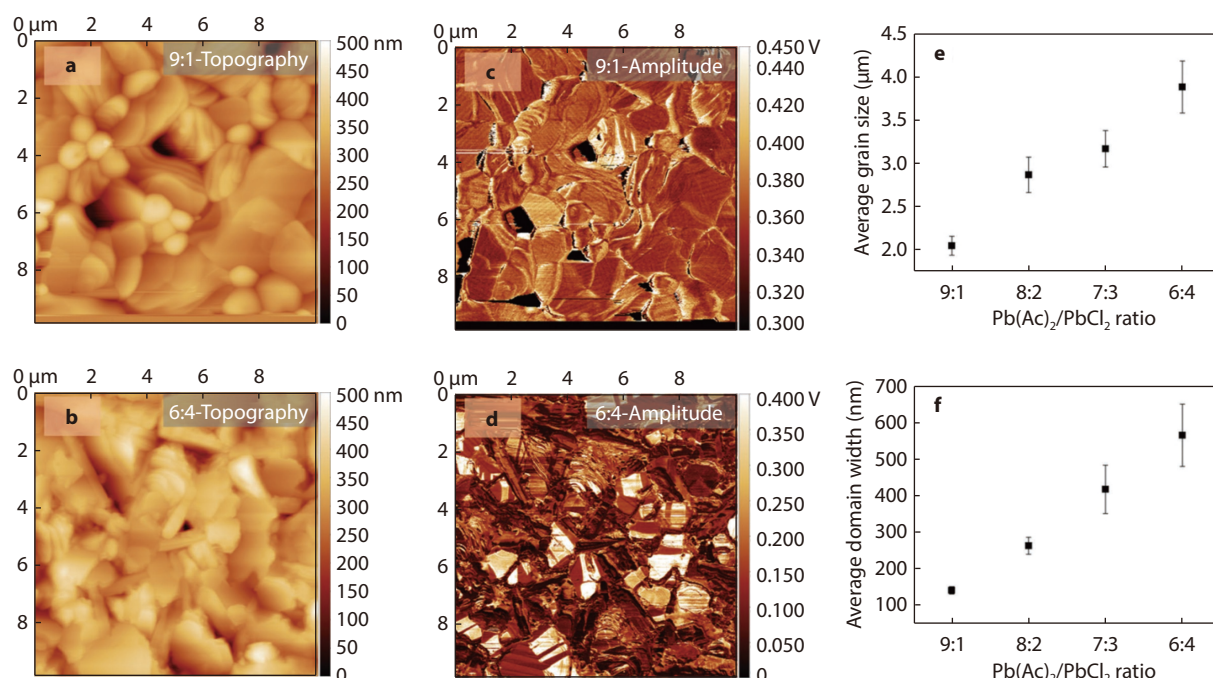 0 µm 2 4 6 8
0
2
4
6
8
a
9:1-Topography
500 nm
450
400
350
300
250
200
150
100
50
0
0 µm 2 4 6 8
0
2
4
6
8
c
9:1-Amplitude
0.450 V
0.440
0.420
0.400
0.380
0.360
0.340
0.320
0.300
e
Average grain size (µm)
4.5
4.0
3.5
3.0
2.5
2.0
9:1 8:2 7:3 6:4
Pb(Ac)₂/PbCl₂ ratio
0 µm 2 4 6 8
0
2
4
6
8
b
6:4-Topography
500 nm
450
400
350
300
250
200
150
100
50
0
0 µm 2 4 6 8
0
2
4
6
8
d
6:4-Amplitude
0.400 V
0.350
0.300
0.250
0.200
0.150
0.100
0.050
0
f
Average domain width (nm)
700
600
500
400
300
200
100
9:1 8:2 7:3 6:4
Pb(Ac)₂/PbCl₂ ratio